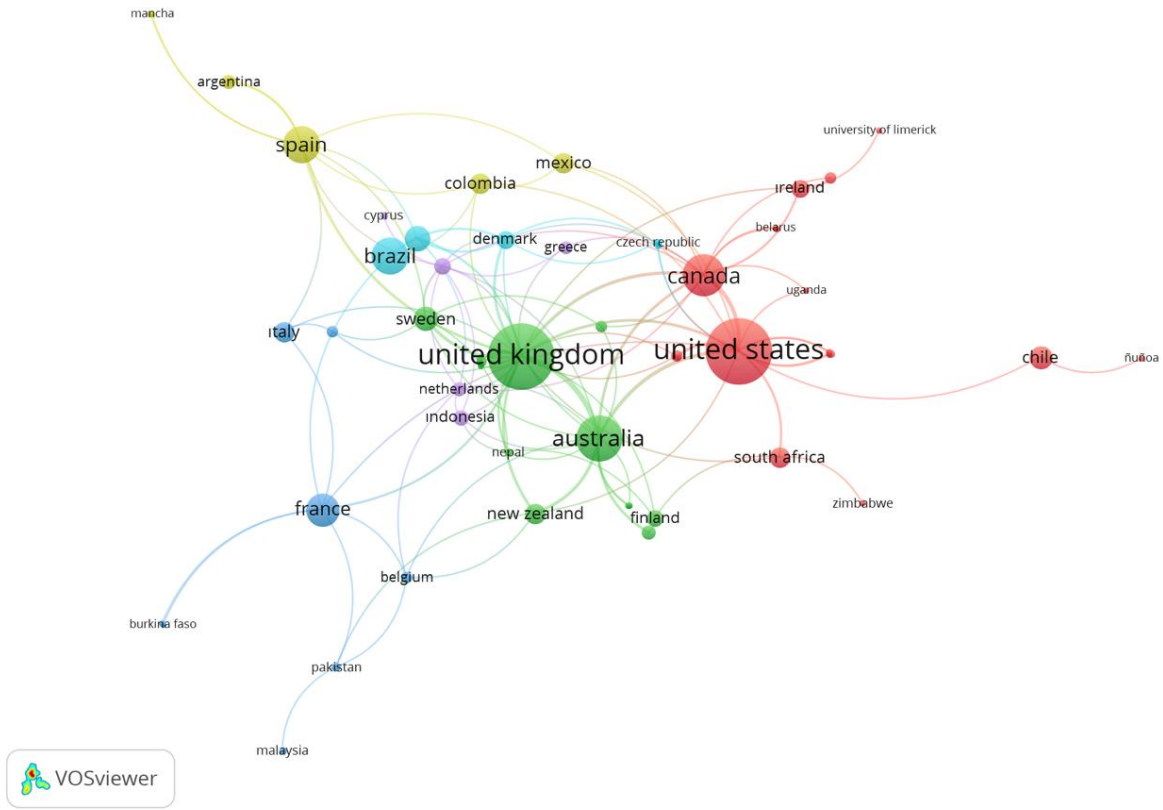 mancha
argentina
spain
university of limerick
mexico
colombia
ıreland
cyprus
belarus
denmark
greece
czech republic
brazil
canada
uganda
sweden
ıtaly
united kingdom
united states
chile
ñuñoa
netherlands
ındonesia
australia
nepal
south africa
zimbabwe
france
new zealand
finland
belgium
burkina faso
pakistan
malaysia
VOSviewer